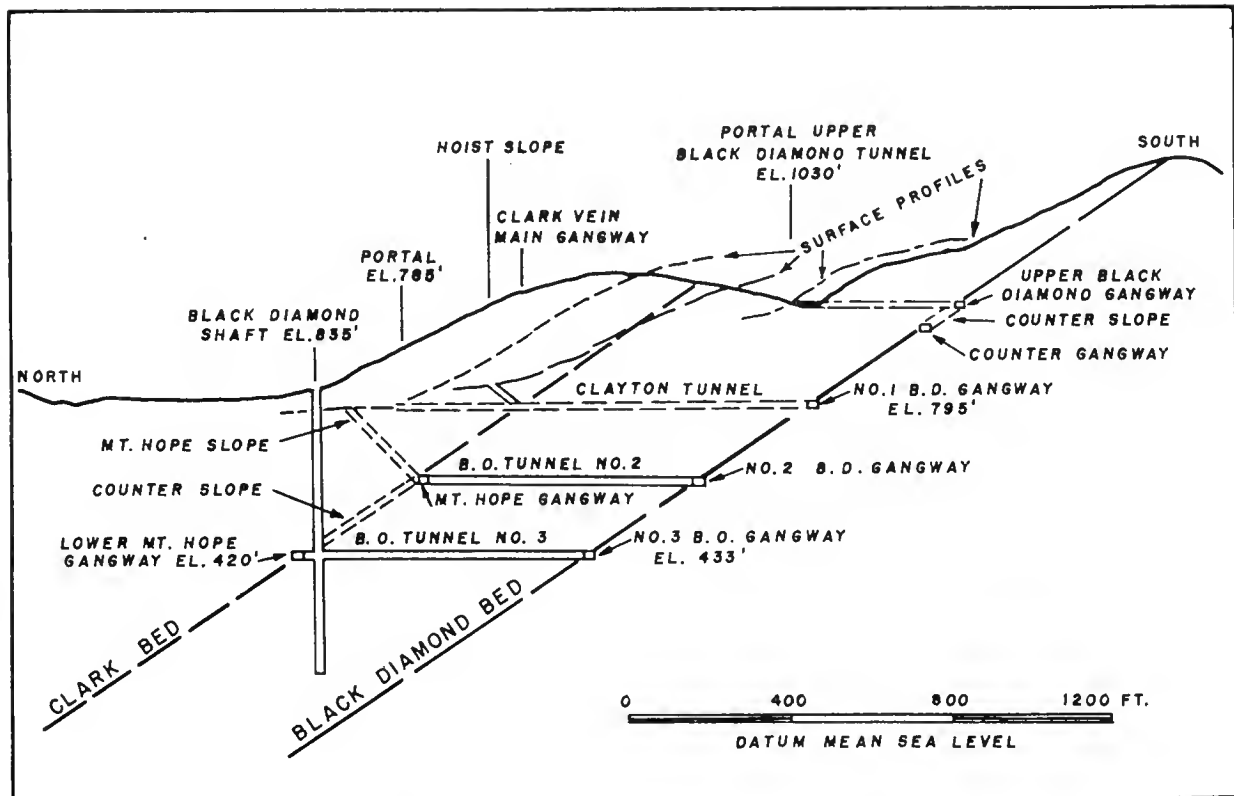 SOUTH
PORTAL UPPER
BLACK DIAMOND TUNNEL
EL. 1030'
HOIST SLOPE
SURFACE PROFILES
CLARK VEIN
MAIN GANGWAY
PORTAL
EL. 785'
UPPER BLACK
DIAMOND GANGWAY
COUNTER SLOPE
COUNTER GANGWAY
BLACK DIAMOND
SHAFT EL. 835'
NORTH
CLAYTON TUNNEL
NO. 1 B.D. GANGWAY
EL. 795'
MT. HOPE SLOPE
B.D. TUNNEL NO. 2
NO. 2 B.D. GANGWAY
COUNTER SLOPE
MT. HOPE GANGWAY
B.D. TUNNEL NO. 3
NO. 3 B.D. GANGWAY
EL. 433'
LOWER MT. HOPE
GANGWAY EL. 420'
CLARK BED
BLACK DIAMOND BED
0 400 800 1200 FT.
DATUM MEAN SEA LEVEL